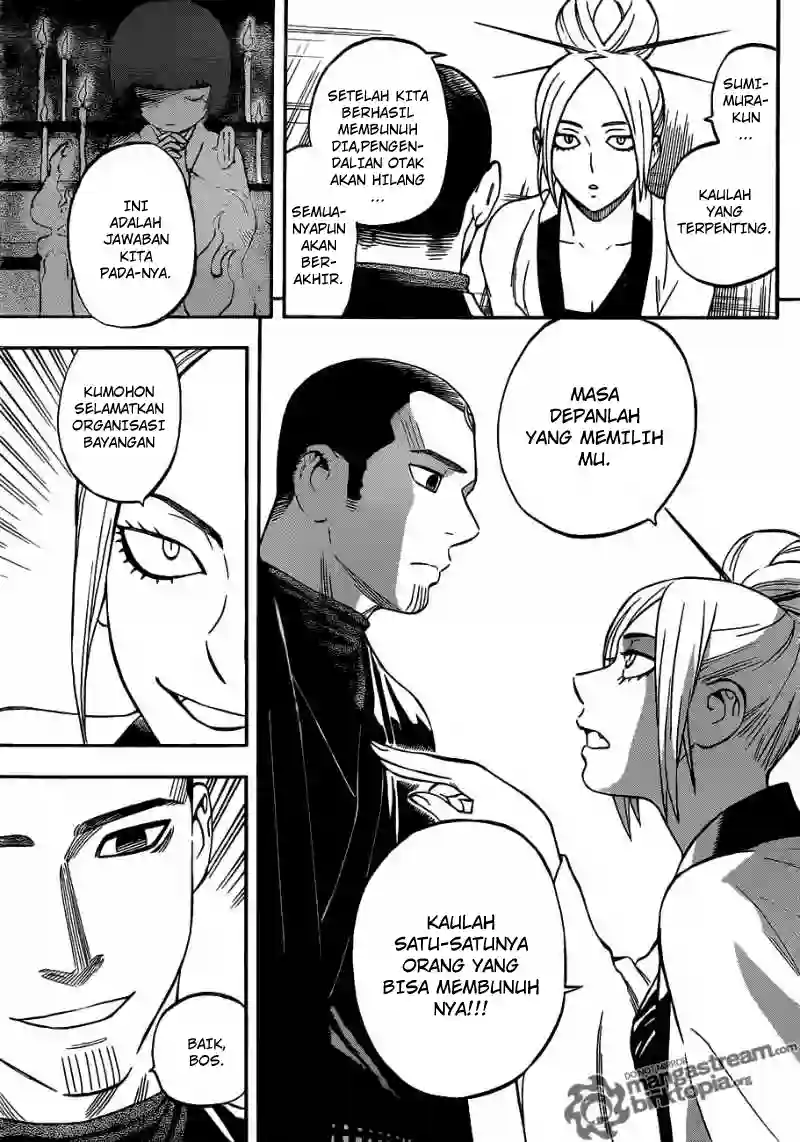 SUMI-
MURA-
KUN
...
KAULAH
YANG
TERPENTING.
SETELAH KITA
BERHASIL
MEMBUNUH
DIA,PENGEN-
DALIAN OTAK
AKAN HILANG
...
SEMUA-
NYAPUN
AKAN
BER-
AKHIR.
INI
ADALAH
JAWABAN
KITA
PADA-NYA.
MASA
DEPANLAH
YANG MEMILIH
MU.
KAULAH
SATU-SATUNYA
ORANG YANG
BISA MEMBUNUH
NYA!!!
KUMOHON
SELAMATKAN
ORGANISASI
BAYANGAN
BAIK,
BOS.
DO NOT MIRROR
mangastream.com
binktopia.org